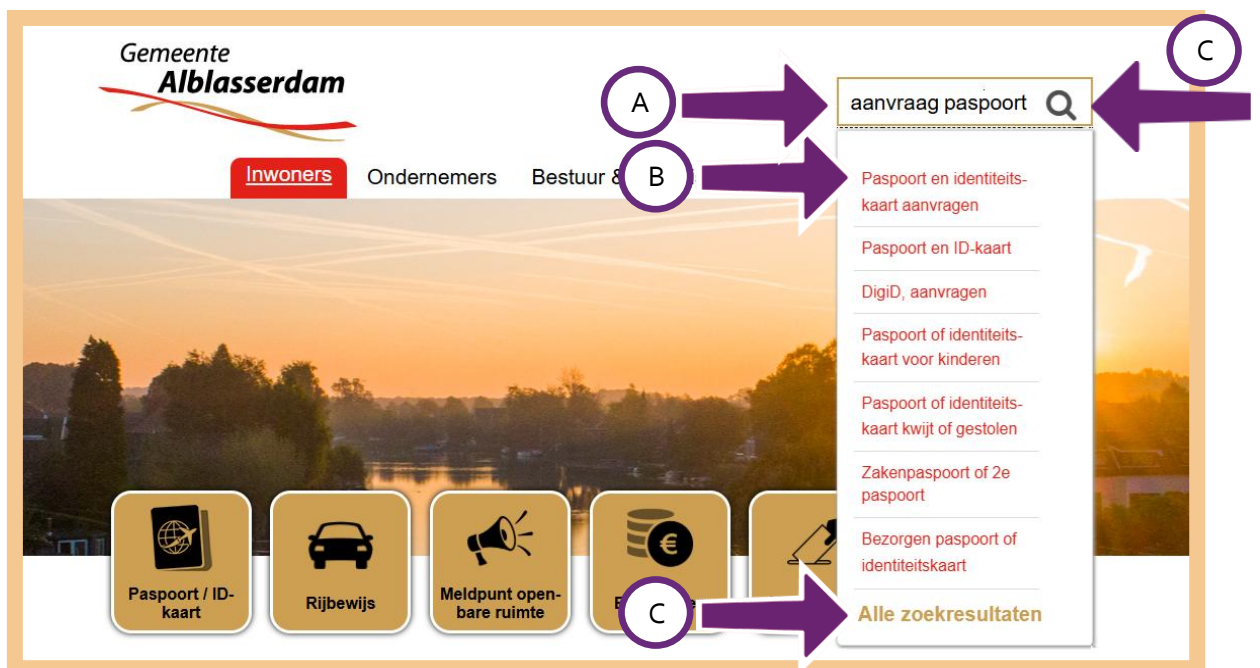 Gemeente
Alblasserdam
C
A
aanvraag paspoort
Inwoners Ondernemers Bestuur &
B
Paspoort en identiteits-
kaart aanvragen
Paspoort en ID-kaart
DigiD, aanvragen
Paspoort of identiteits-
kaart voor kinderen
Paspoort of identiteits-
kaart kwijt of gestolen
Zakenpaspoort of 2e
paspoort
Bezorgen paspoort of
identiteitskaart
Alle zoekresultaten
C
Paspoort / ID-
kaart
Rijbewijs
Meldpunt open-
bare ruimte